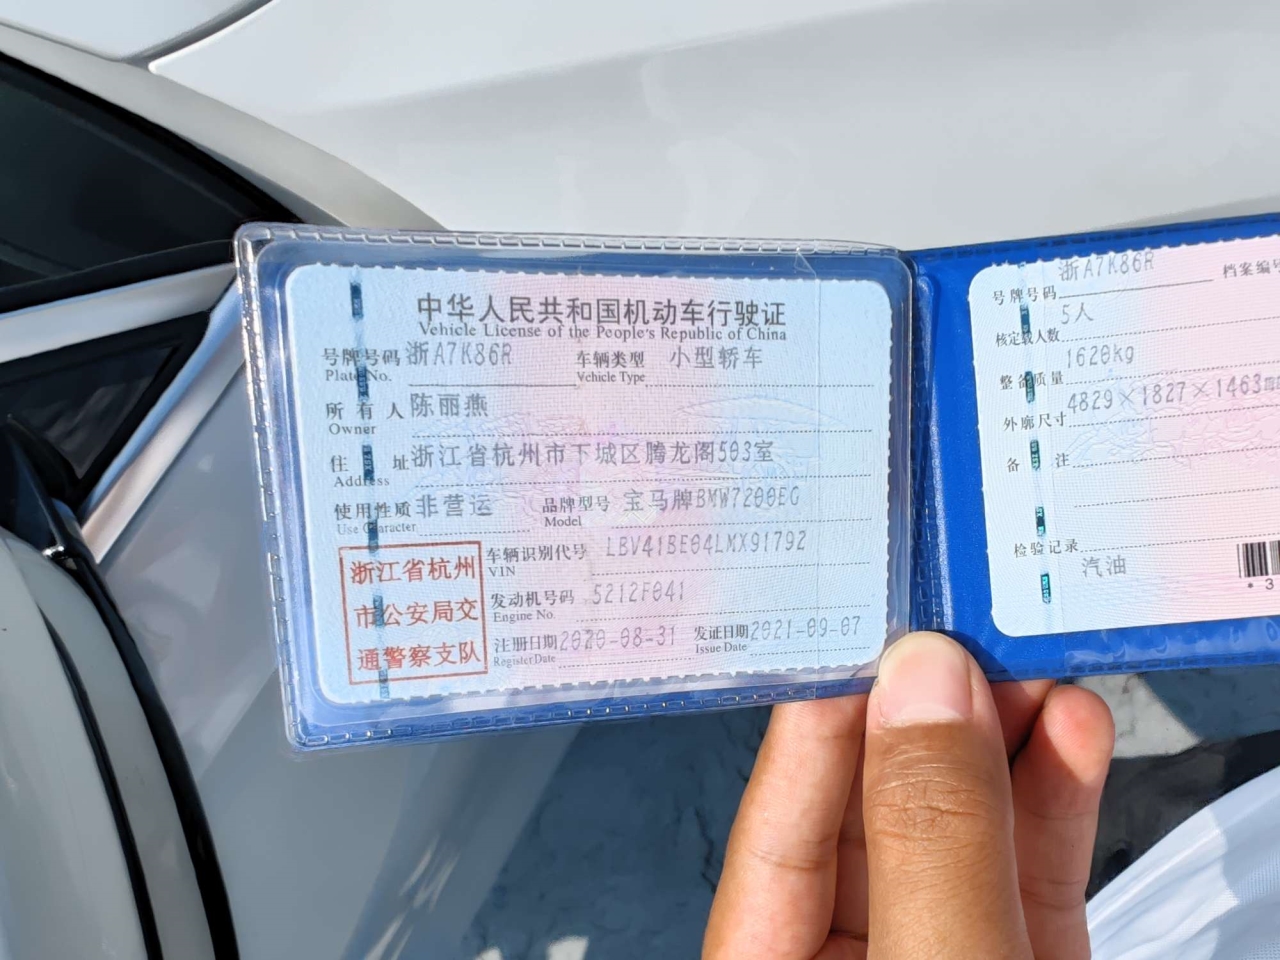 中华人民共和国机动车行驶证
Vehicle License of the People's Republic of China
号牌号码 浙A7K86R 车辆类型 小型轿车
Plate No. Vehicle Type
所有人 陈丽燕
Owner
住址 浙江省杭州市下城区腾龙阁503室
Address
使用性质 非营运 品牌型号 宝马牌BMW7200EG
Use Character Model
车辆识别代号 LBV41BE04LMX91792
VIN
发动机号码 5212F041
Engine No.
注册日期 2020-08-31 发证日期 2021-09-07
Register Date Issue Date
浙江省杭州
市公安局交
通警察支队
号牌号码 浙A7K86R 档案编号
核定载人数 5人
整备质量 1620kg
外廓尺寸 4829×1827×1463mm
备注
检验记录
汽油
*3